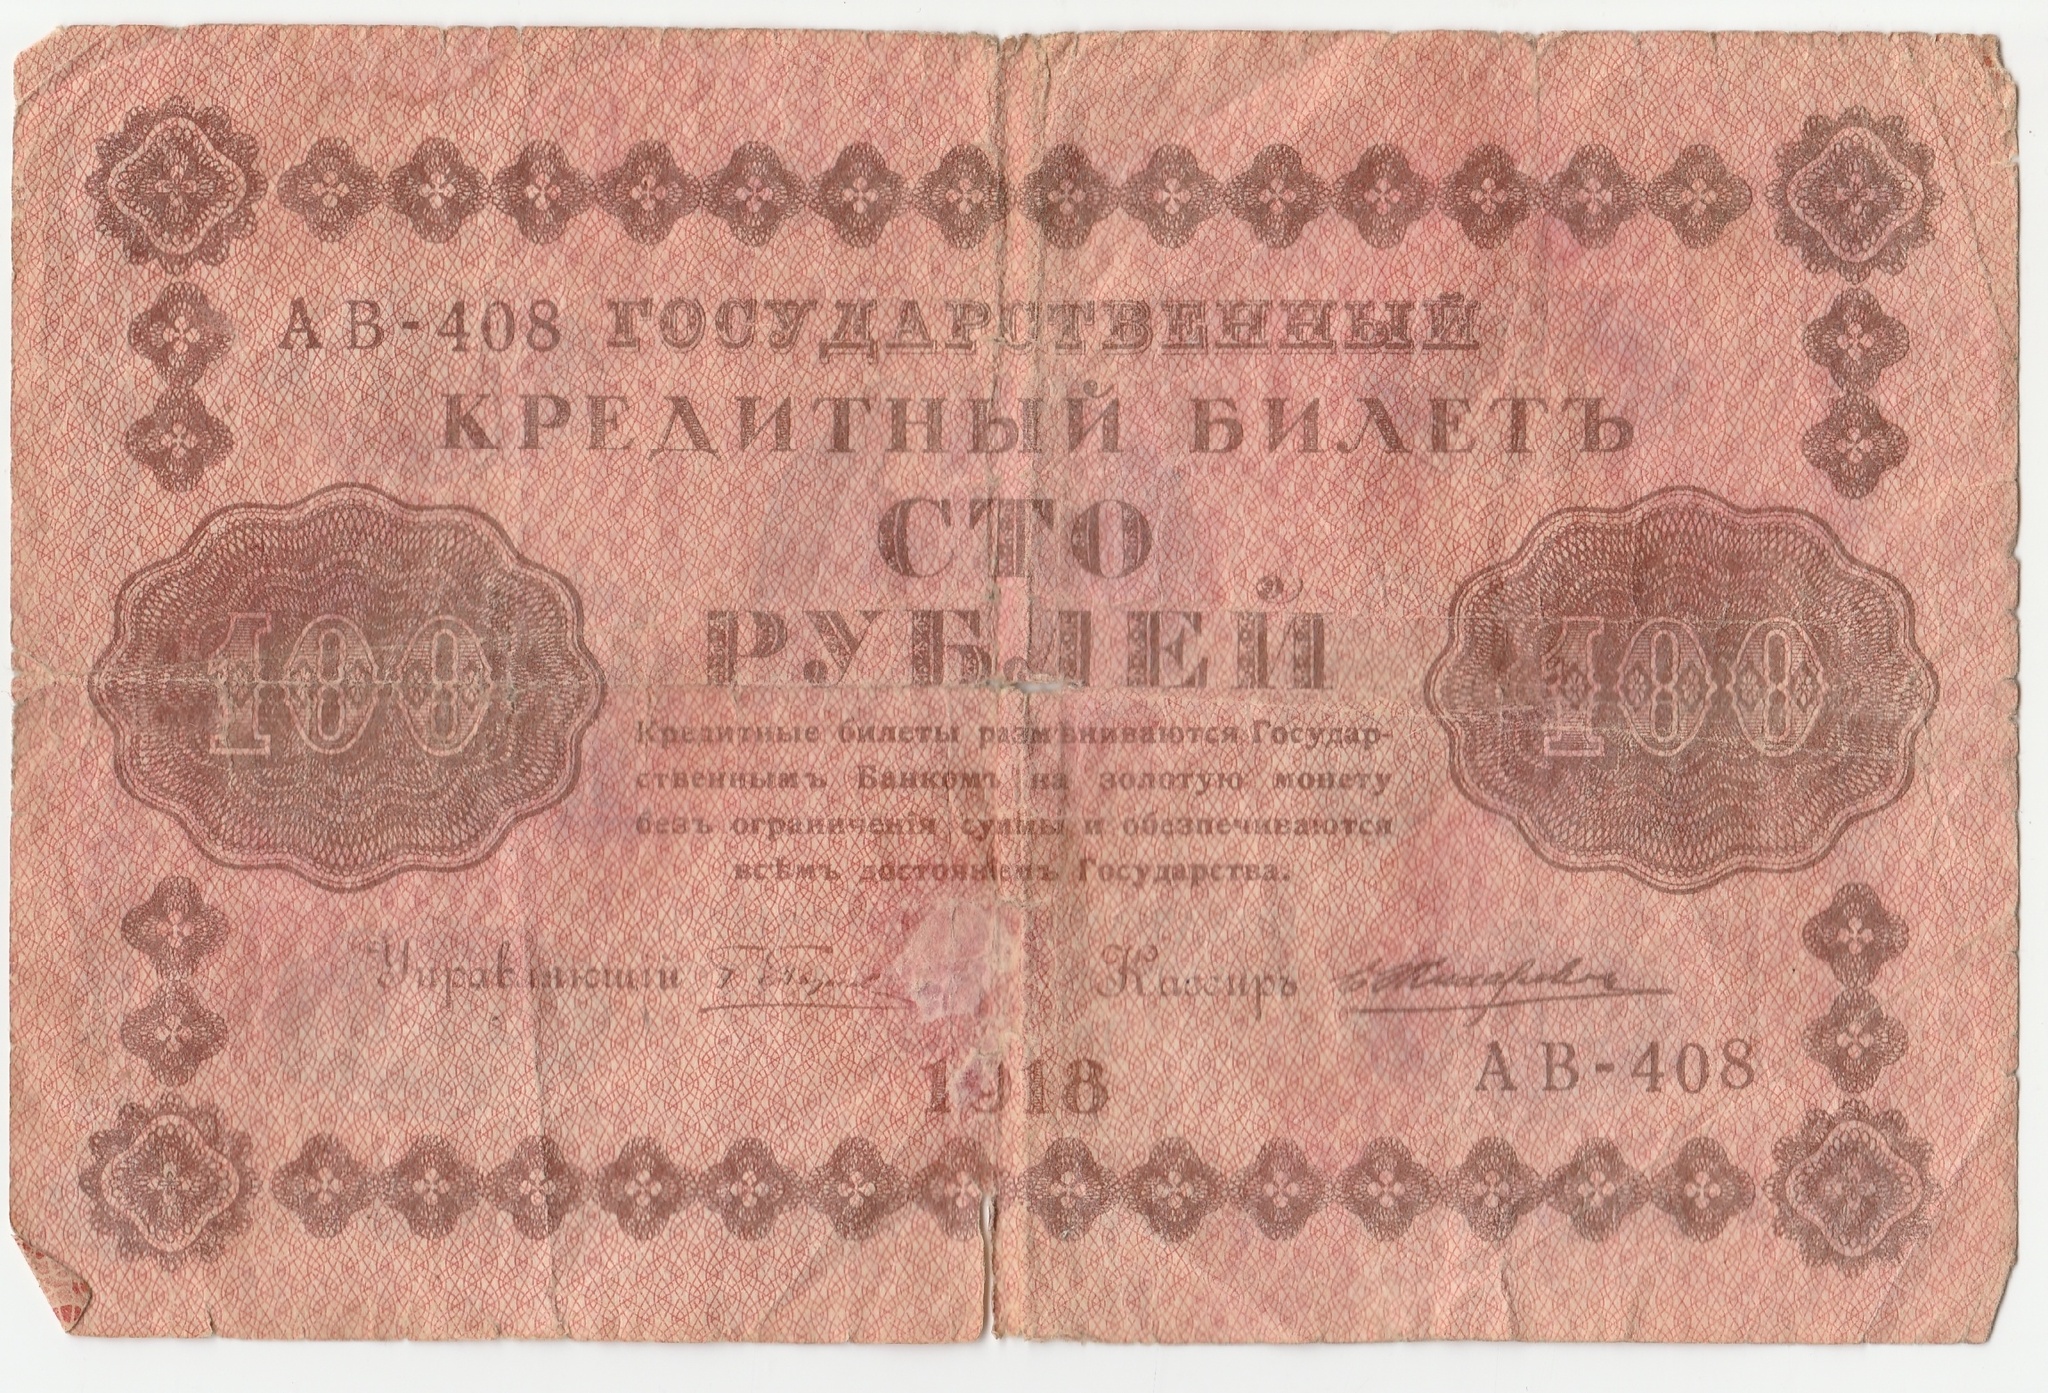 АВ-408 ГОСУДАРСТВЕННЫЙ
КРЕДИТНЫЙ БИЛЕТЪ
СТО
РУБЛЕЙ
100 100
Кредитные билеты размѣниваются Государ-
ственнымъ Банкомъ на золотую монету
безъ ограниченія суммы и обезпечиваются
всѣмъ достояніемъ Государства.
Управляющій Кассиръ
1918 АВ-408